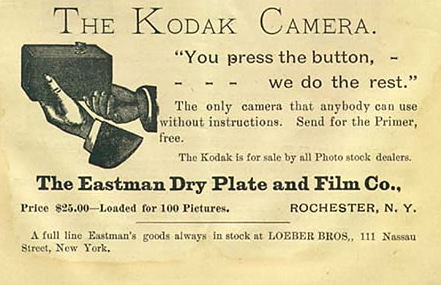 THE KODAK CAMERA.
"You press the button, -
- - - we do the rest."
The only camera that anybody can use
without instructions. Send for the Primer,
free.
The Kodak is for sale by all Photo stock dealers.
The Eastman Dry Plate and Film Co.,
Price $25.00—Loaded for 100 Pictures. ROCHESTER, N. Y.
A full line Eastman's goods always in stock at LOEBER BROS,, 111 Nassau
Street, New York.